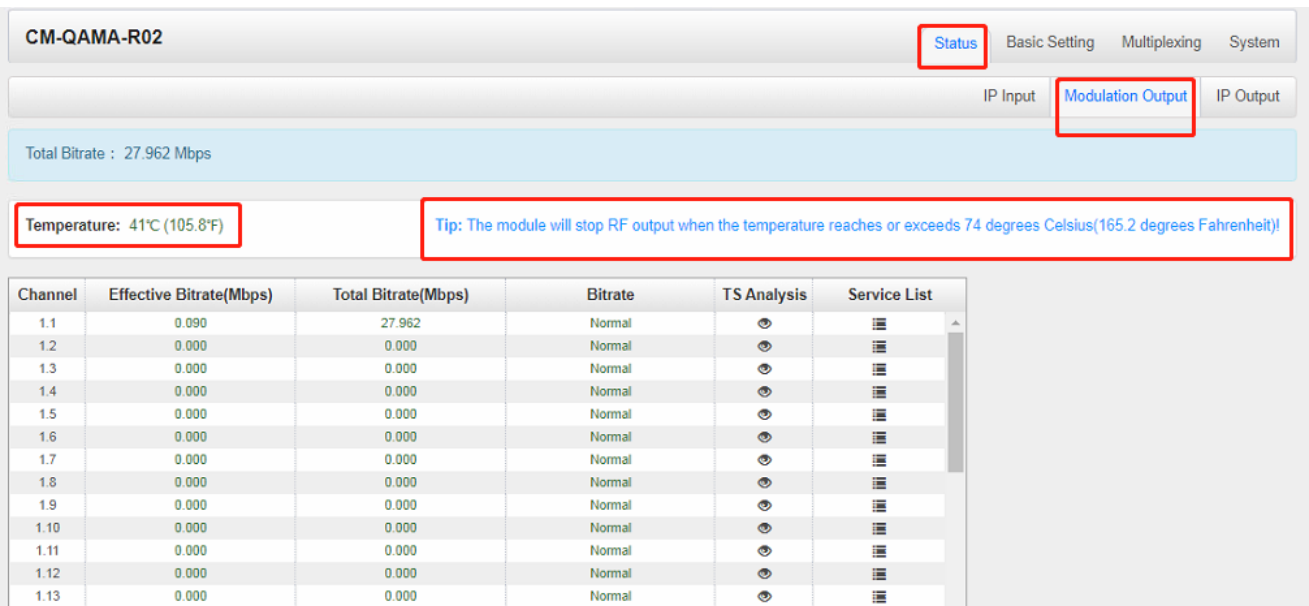 CM-QAMA-R02
Status Basic Setting Multiplexing System
IP Input Modulation Output IP Output
Total Bitrate : 27.962 Mbps
Temperature: 41℃ (105.8℉) Tip: The module will stop RF output when the temperature reaches or exceeds 74 degrees Celsius(165.2 degrees Fahrenheit)!
Channel Effective Bitrate(Mbps) Total Bitrate(Mbps) Bitrate TS Analysis Service List
1.1 0.090 27.962 Normal
1.2 0.000 0.000 Normal
1.3 0.000 0.000 Normal
1.4 0.000 0.000 Normal
1.5 0.000 0.000 Normal
1.6 0.000 0.000 Normal
1.7 0.000 0.000 Normal
1.8 0.000 0.000 Normal
1.9 0.000 0.000 Normal
1.10 0.000 0.000 Normal
1.11 0.000 0.000 Normal
1.12 0.000 0.000 Normal
1.13 0.000 0.000 Normal